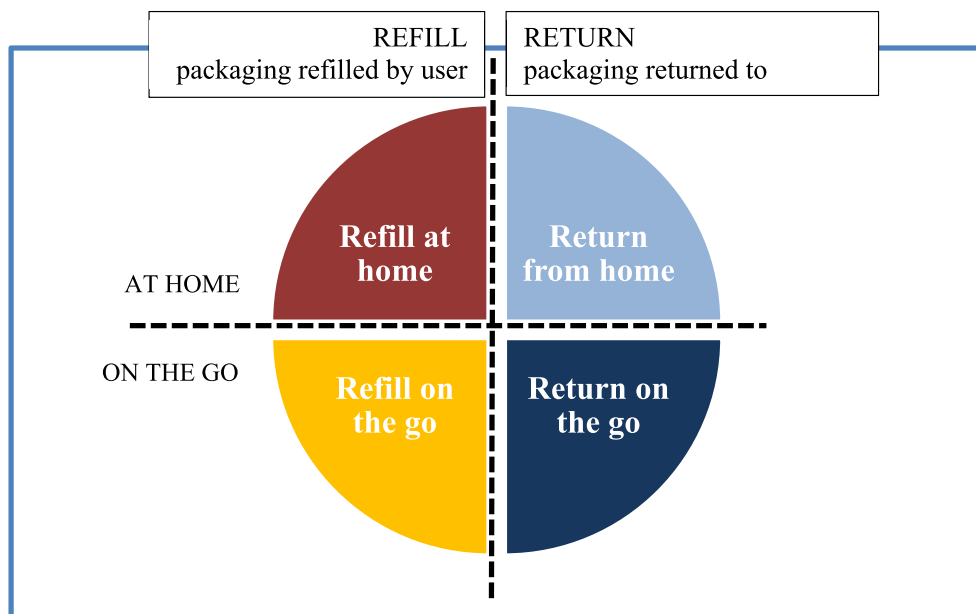 REFILL
packaging refilled by user
RETURN
packaging returned to
Refill at
home
Return
from home
AT HOME
ON THE GO
Refill on
the go
Return on
the go